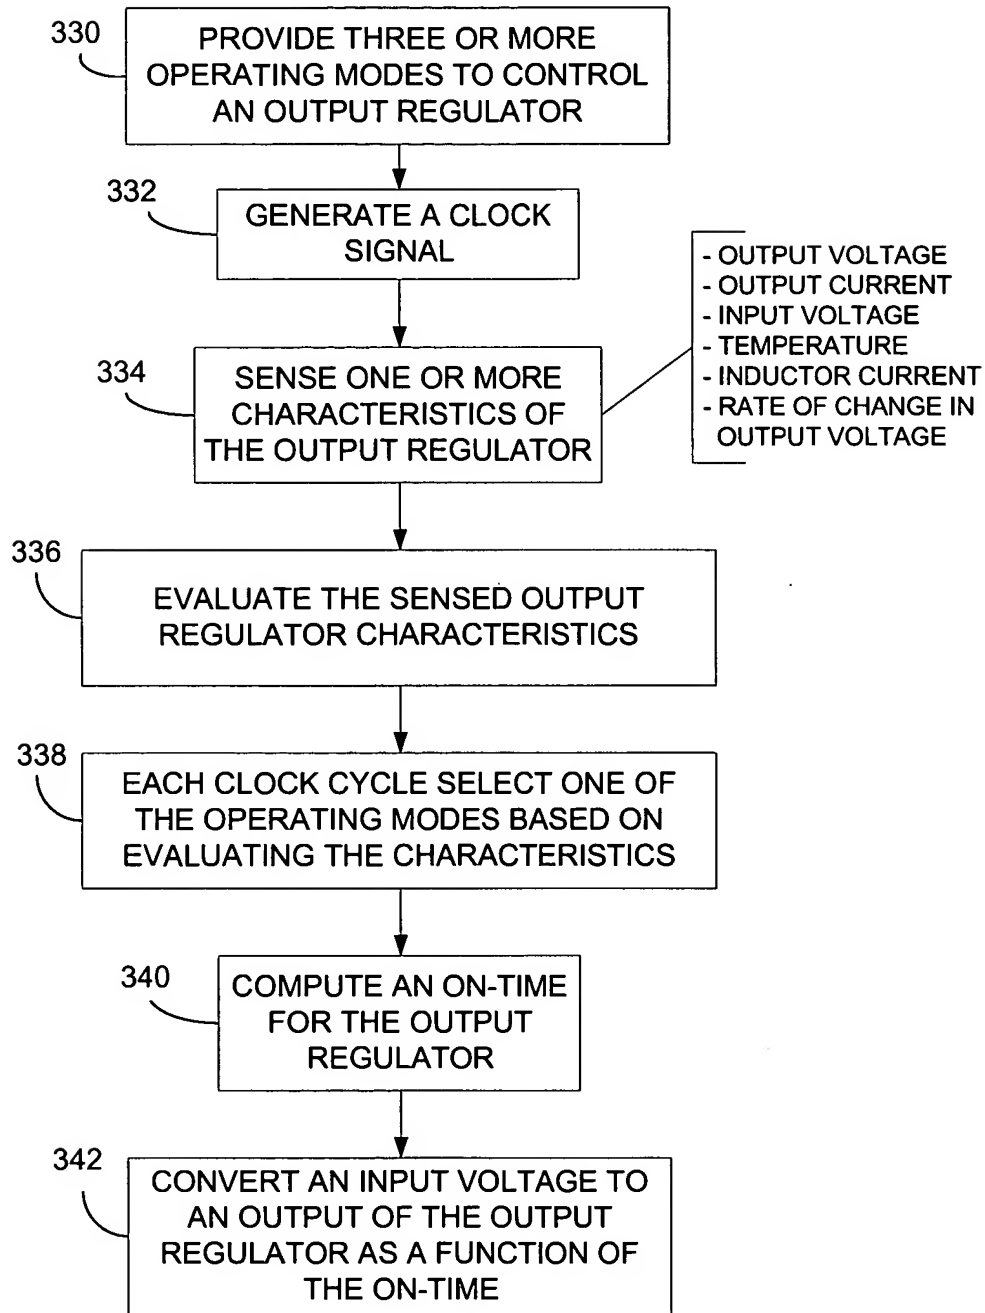 330
PROVIDE THREE OR MORE
OPERATING MODES TO CONTROL
AN OUTPUT REGULATOR
332
GENERATE A CLOCK
SIGNAL
334
SENSE ONE OR MORE
CHARACTERISTICS OF
THE OUTPUT REGULATOR
- OUTPUT VOLTAGE
- OUTPUT CURRENT
- INPUT VOLTAGE
- TEMPERATURE
- INDUCTOR CURRENT
- RATE OF CHANGE IN
OUTPUT VOLTAGE
336
EVALUATE THE SENSED OUTPUT
REGULATOR CHARACTERISTICS
338
EACH CLOCK CYCLE SELECT ONE OF
THE OPERATING MODES BASED ON
EVALUATING THE CHARACTERISTICS
340
COMPUTE AN ON-TIME
FOR THE OUTPUT
REGULATOR
342
CONVERT AN INPUT VOLTAGE TO
AN OUTPUT OF THE OUTPUT
REGULATOR AS A FUNCTION OF
THE ON-TIME